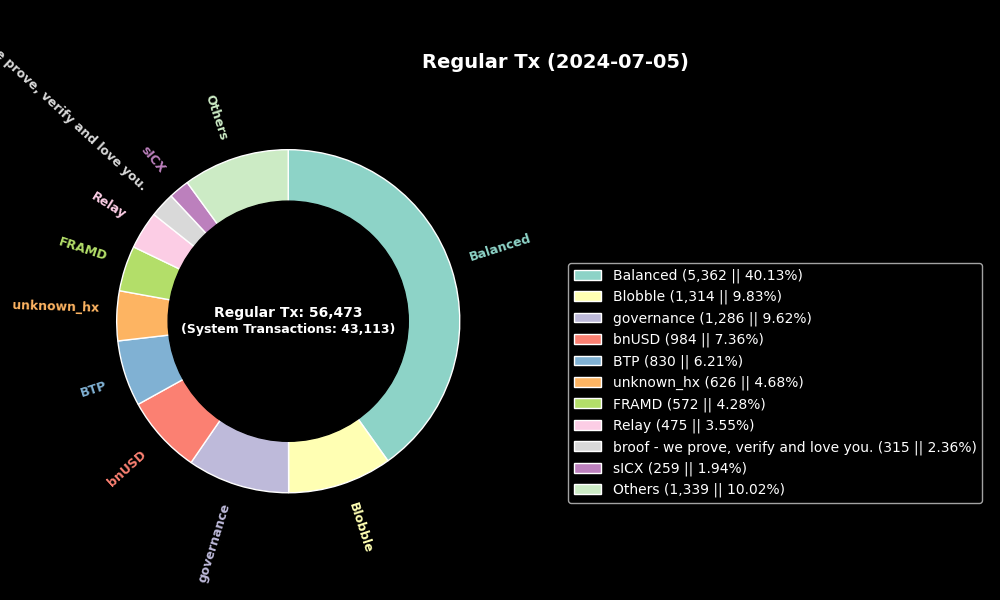 Regular Tx (2024-07-05)
e prove, verify and love you.
Others
sICX
Relay
FRAMD
unknown_hx
BTP
bnUSD
governance
Blobble
Balanced
Regular Tx: 56,473
(System Transactions: 43,113)
Balanced (5,362 || 40.13%)
Blobble (1,314 || 9.83%)
governance (1,286 || 9.62%)
bnUSD (984 || 7.36%)
BTP (830 || 6.21%)
unknown_hx (626 || 4.68%)
FRAMD (572 || 4.28%)
Relay (475 || 3.55%)
broof - we prove, verify and love you. (315 || 2.36%)
sICX (259 || 1.94%)
Others (1,339 || 10.02%)